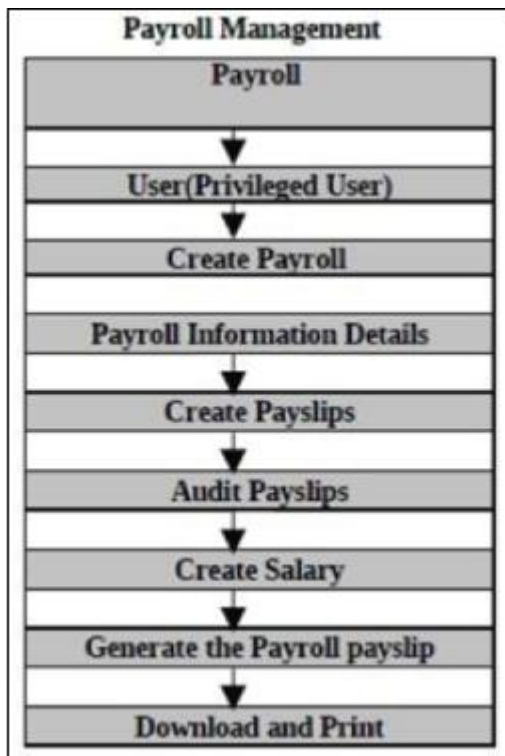 Payroll Management
Payroll
User(Privileged User)
Create Payroll
Payroll Information Details
Create Payslips
Audit Payslips
Create Salary
Generate the Payroll payslip
Download and Print